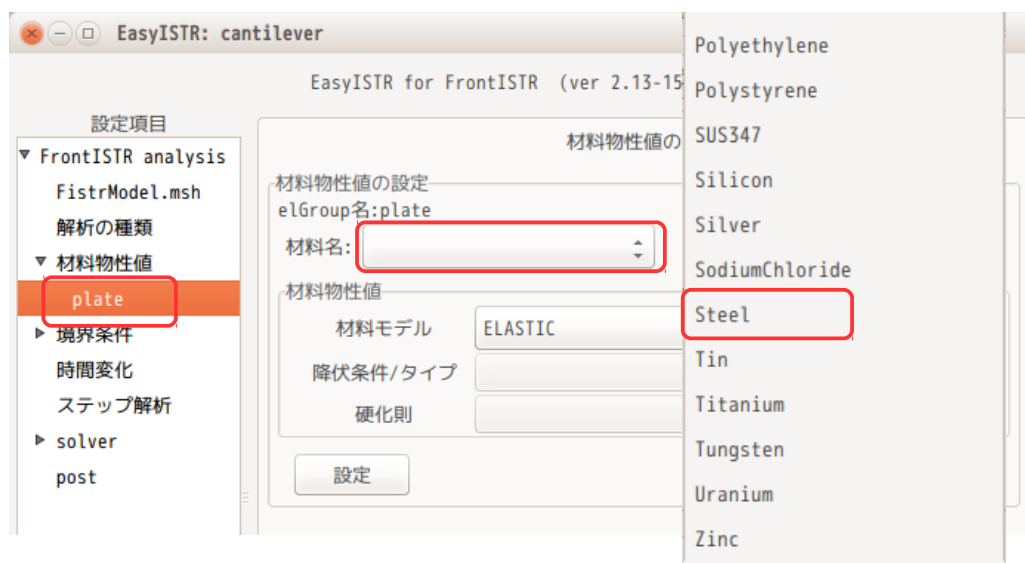 EasyISTR: cantilever
EasyISTR for FrontISTR (ver 2.13-15
設定項目
FrontISTR analysis
FistrModel.msh
解析の種類
材料物性値
plate
境界条件
時間変化
ステップ解析
solver
post
材料物性値の
材料物性値の設定
elGroup名:plate
材料名:
材料物性値
材料モデル ELASTIC
降伏条件/タイプ
硬化則
設定
Polyethylene
Polystyrene
SUS347
Silicon
Silver
SodiumChloride
Steel
Tin
Titanium
Tungsten
Uranium
Zinc